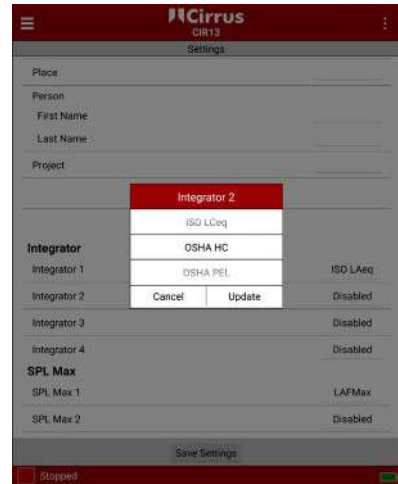 Cirrus
CIR13
Settings
Place
Person
First Name
Last Name
Project
Integrator 2
ISO LCeq
OSHA HC
OSHA PEL
Cancel Update
Integrator
Integrator 1 ISO LAeq
Integrator 2 Disabled
Integrator 3 Disabled
Integrator 4 Disabled
SPL Max
SPL Max 1 LAFMax
SPL Max 2 Disabled
Save Settings
Stopped